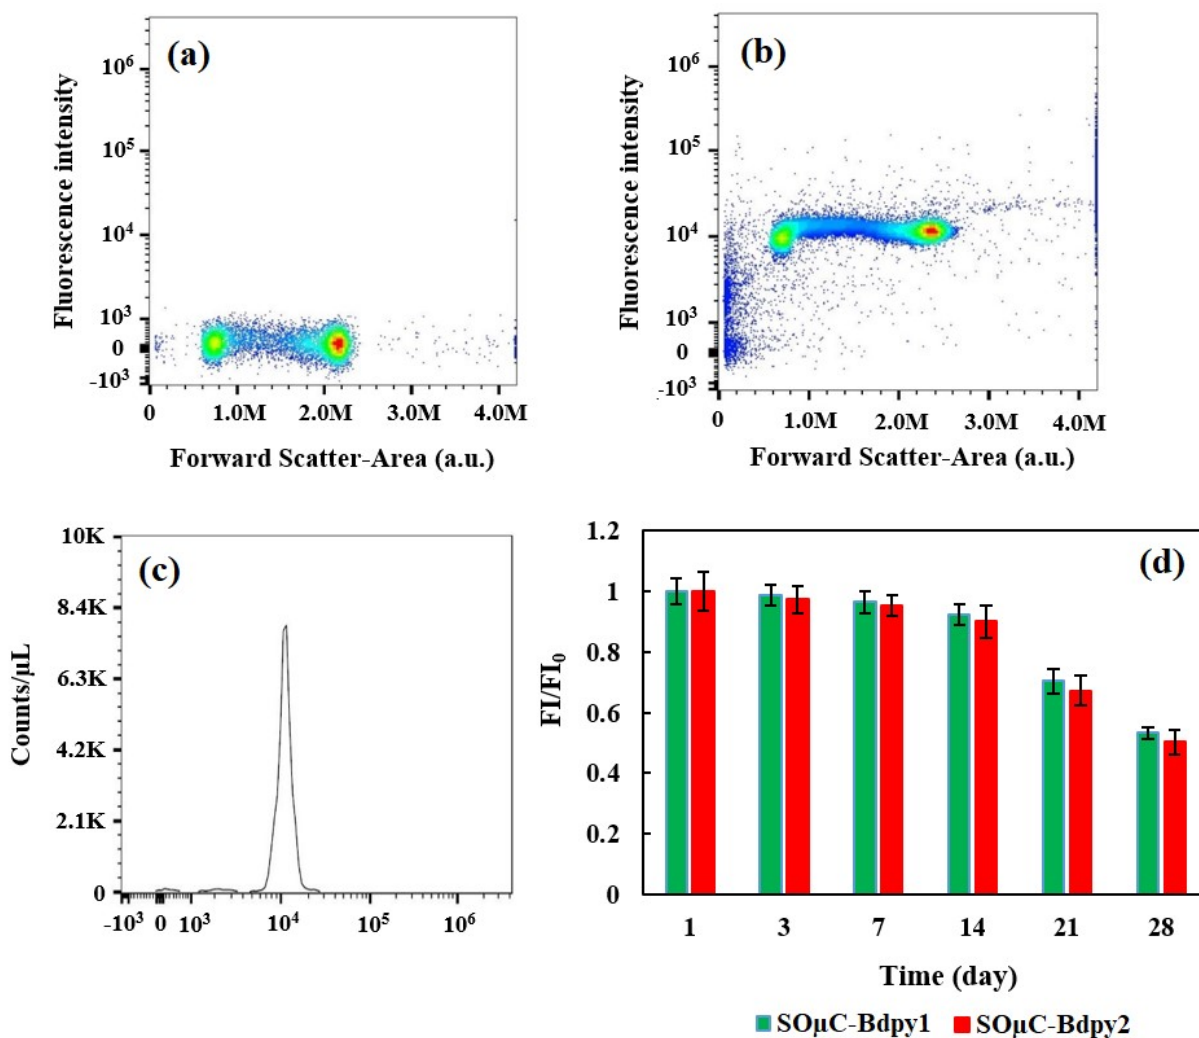 (a)
Fluorescence intensity
10⁶
10⁵
10⁴
10³
0
-10³
0 1.0M 2.0M 3.0M 4.0M
Forward Scatter-Area (a.u.)
(b)
Fluorescence intensity
10⁶
10⁵
10⁴
10³
0
-10³
0 1.0M 2.0M 3.0M 4.0M
Forward Scatter-Area (a.u.)
(c)
Counts/µL
10K
8.4K
6.3K
4.2K
2.1K
0
-10³ 0 10³ 10⁴ 10⁵ 10⁶
(d)
FI/FI₀
1.2
1
0.8
0.6
0.4
0.2
0
1 3 7 14 21 28
Time (day)
SOµC-Bdpy1 SOµC-Bdpy2